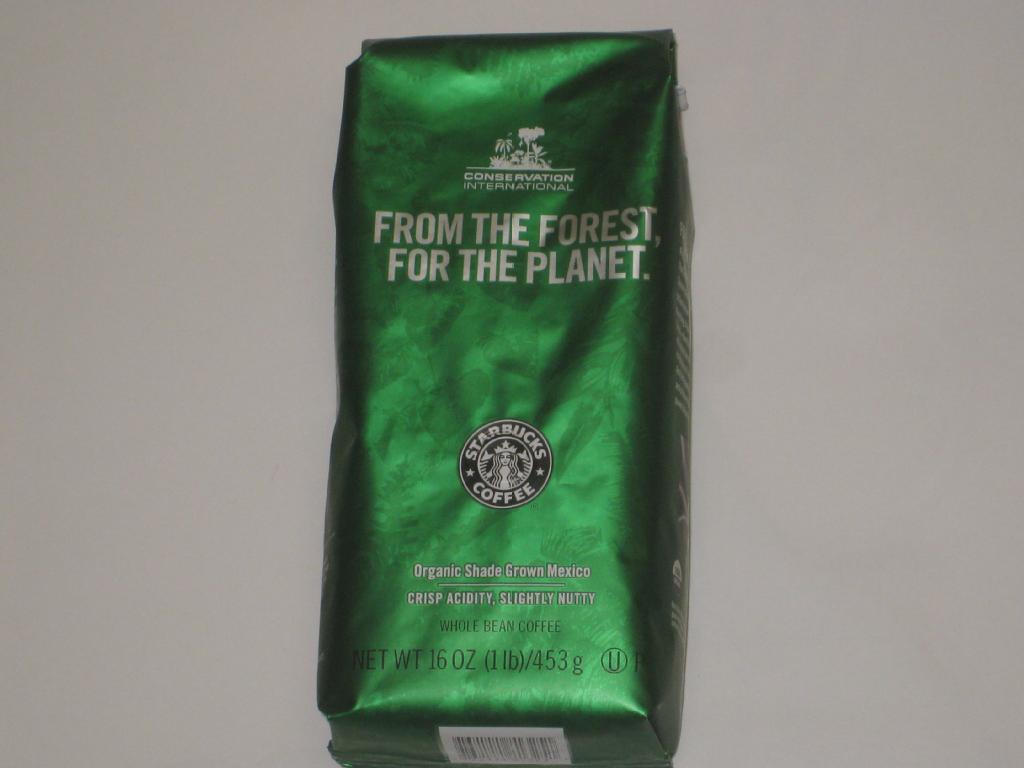 CONSERVATION
INTERNATIONAL
FROM THE FOREST,
FOR THE PLANET.
STARBUCKS
COFFEE
Organic Shade Grown Mexico
CRISP ACIDITY, SLIGHTLY NUTTY
WHOLE BEAN COFFEE
NET WT 16 OZ (1 lb)/453 g Ⓤ P